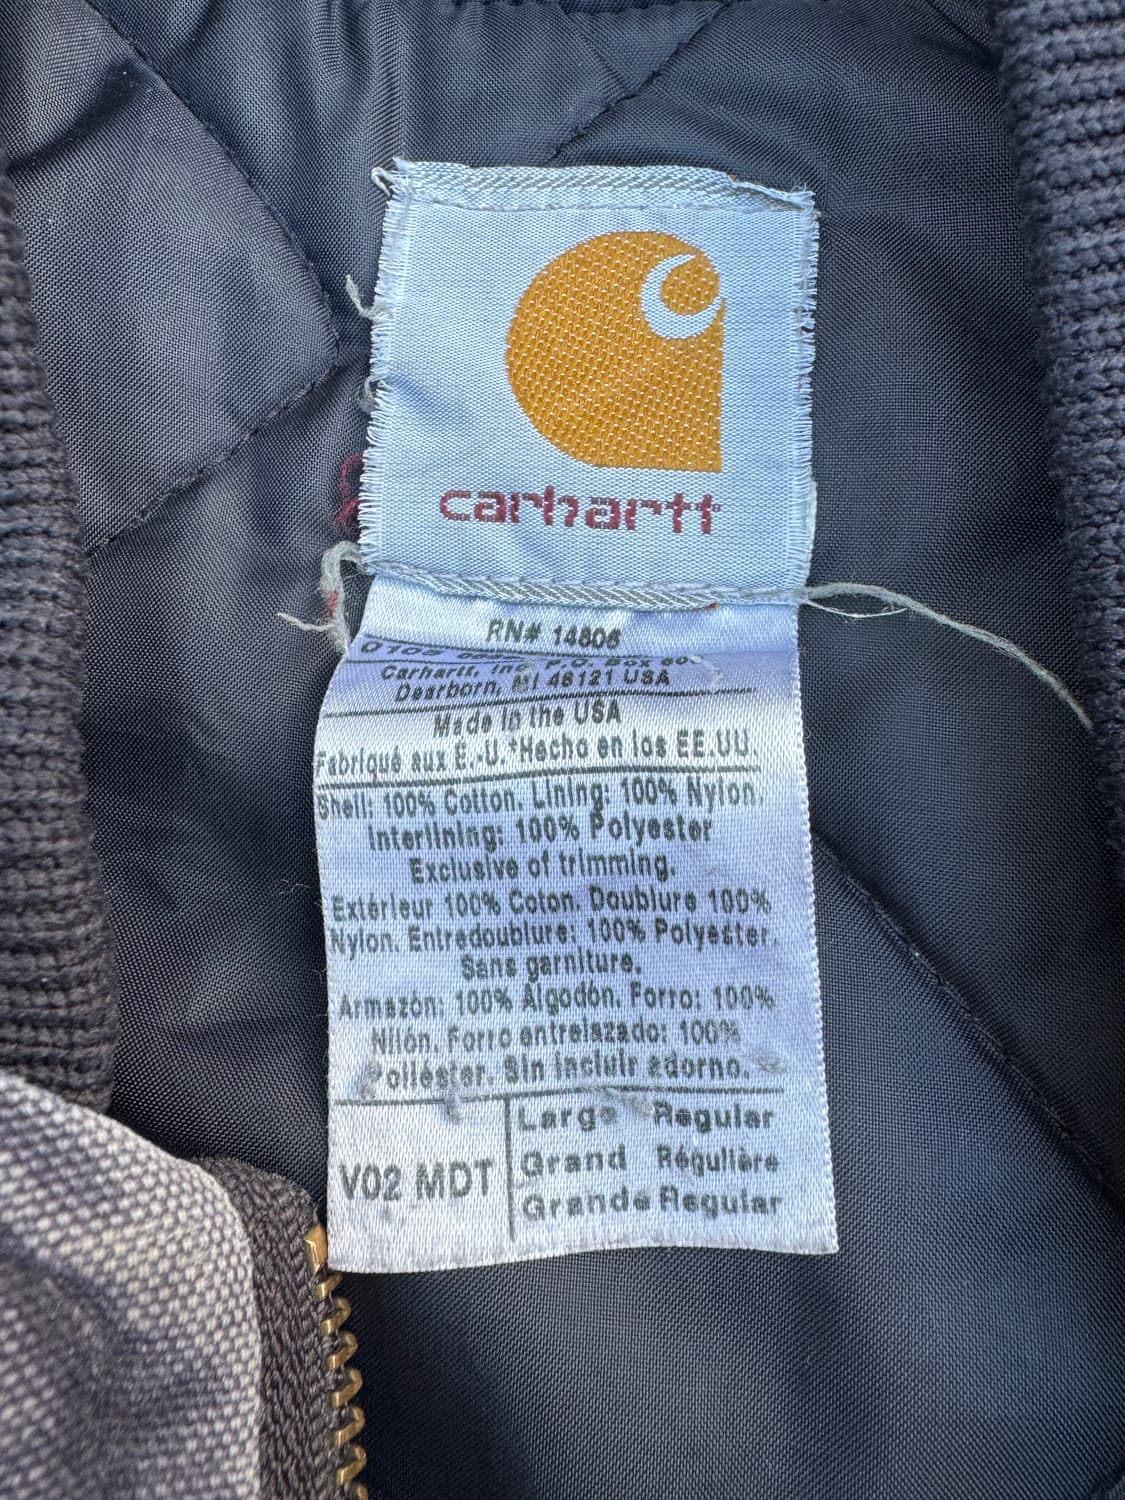 carhartt
RN# 14806
Carhartt, Inc. P.O. Box
Dearborn, MI 48121 USA
Made in the USA
Fabriqué aux É.-U. *Hecho en los EE.UU.
Shell: 100% Cotton. Lining: 100% Nylon.
Interlining: 100% Polyester
Exclusive of trimming.
Extérieur 100% Coton. Doublure 100%
Nylon. Entredoublure: 100% Polyester.
Sans garniture.
Armazón: 100% Algodón. Forro: 100%
Nilón. Forro entrelazado: 100%
Poliéster. Sin incluir adorno.
V02 MDT
Large Regular
Grand Régulière
Grande Regular